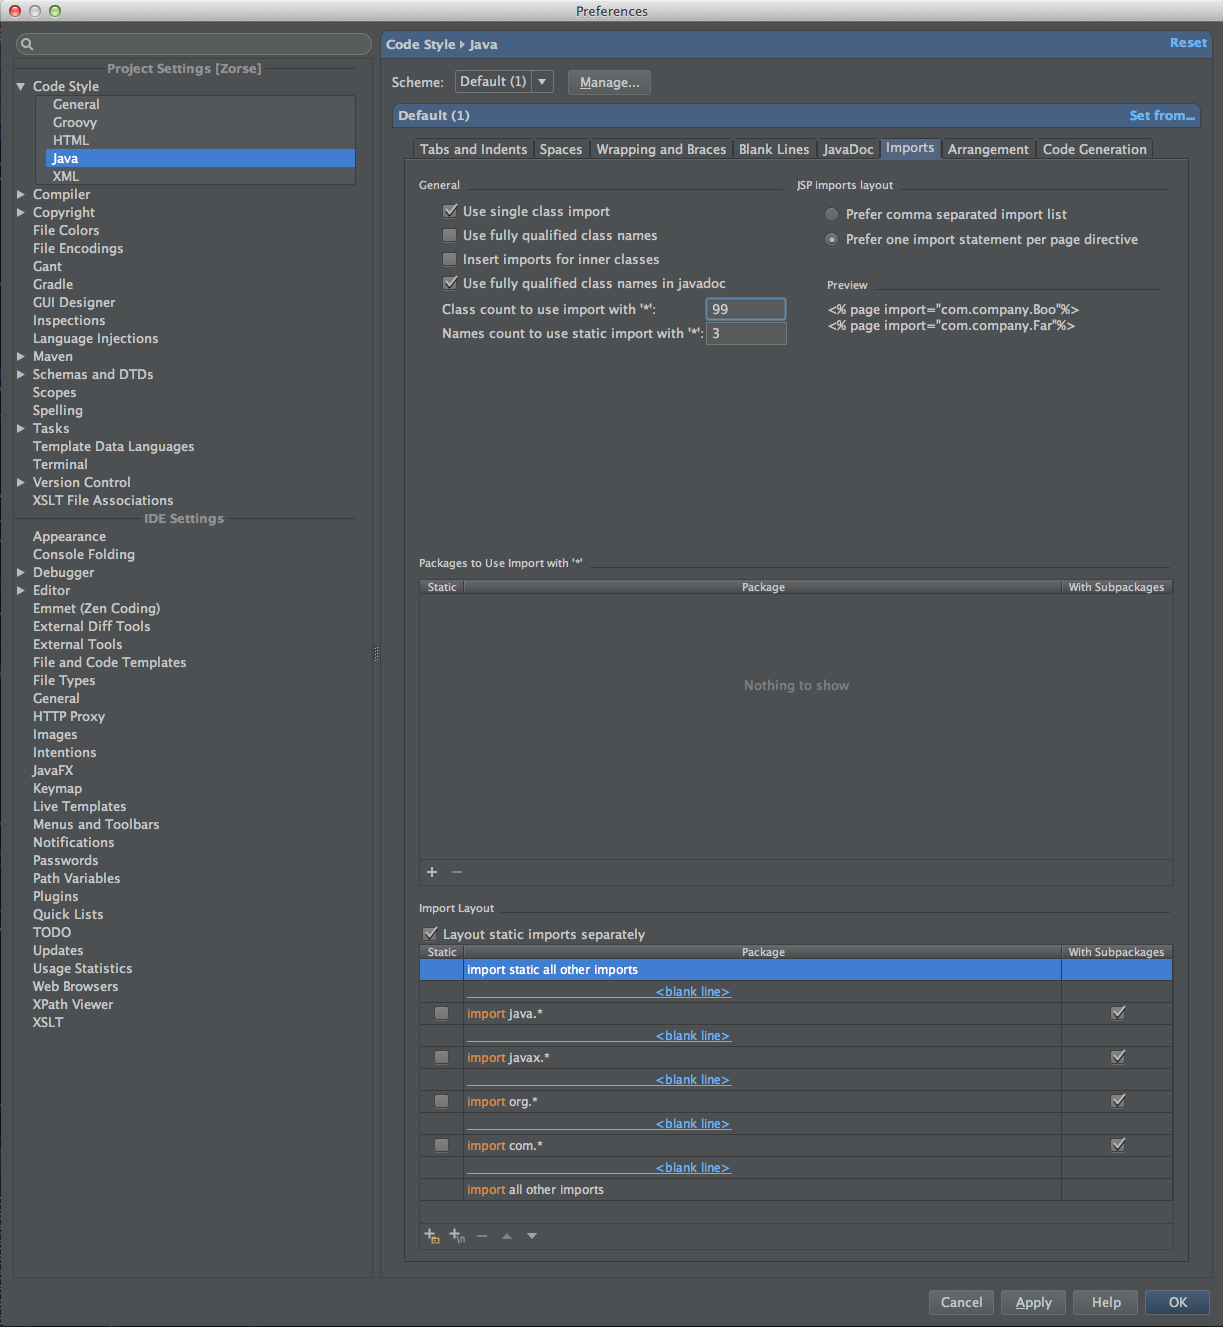 Preferences
Project Settings [Zorse]
Code Style
General
Groovy
HTML
Java
XML
Compiler
Copyright
File Colors
File Encodings
Gant
Gradle
GUI Designer
Inspections
Language Injections
Maven
Schemas and DTDs
Scopes
Spelling
Tasks
Template Data Languages
Terminal
Version Control
XSLT File Associations
IDE Settings
Appearance
Console Folding
Debugger
Editor
Emmet (Zen Coding)
External Diff Tools
External Tools
File and Code Templates
File Types
General
HTTP Proxy
Images
Intentions
JavaFX
Keymap
Live Templates
Menus and Toolbars
Notifications
Passwords
Path Variables
Plugins
Quick Lists
TODO
Updates
Usage Statistics
Web Browsers
XPath Viewer
XSLT
Code Style Java Reset
Scheme: Default (1) Manage...
Default (1) Set from...
Tabs and Indents Spaces Wrapping and Braces Blank Lines JavaDoc Imports Arrangement Code Generation
General
Use single class import
Use fully qualified class names
Insert imports for inner classes
Use fully qualified class names in javadoc
Class count to use import with '*': 99
Names count to use static import with '*': 3
JSP imports layout
Prefer comma separated import list
Prefer one import statement per page directive
Preview
<% page import="com.company.Boo"%>
<% page import="com.company.Far"%>
Packages to Use Import with '*'
Static Package With Subpackages
Nothing to show
Import Layout
Layout static imports separately
Static Package With Subpackages
import static all other imports
<blank line>
import java.*
<blank line>
import javax.*
<blank line>
import org.*
<blank line>
import com.*
<blank line>
import all other imports
\n
Cancel Apply Help OK